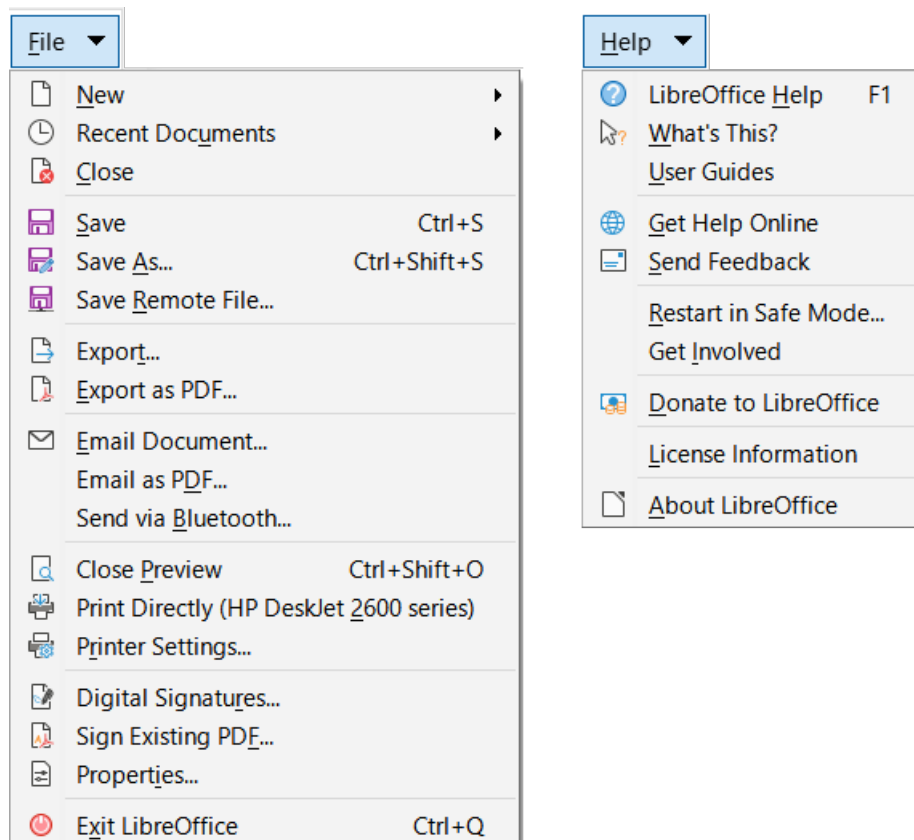 File
New
Recent Documents
Close
Save Ctrl+S
Save As... Ctrl+Shift+S
Save Remote File...
Export...
Export as PDF...
Email Document...
Email as PDF...
Send via Bluetooth...
Close Preview Ctrl+Shift+O
Print Directly (HP DeskJet 2600 series)
Printer Settings...
Digital Signatures...
Sign Existing PDF...
Properties...
Exit LibreOffice Ctrl+Q
Help
LibreOffice Help F1
What's This?
User Guides
Get Help Online
Send Feedback
Restart in Safe Mode...
Get Involved
Donate to LibreOffice
License Information
About LibreOffice